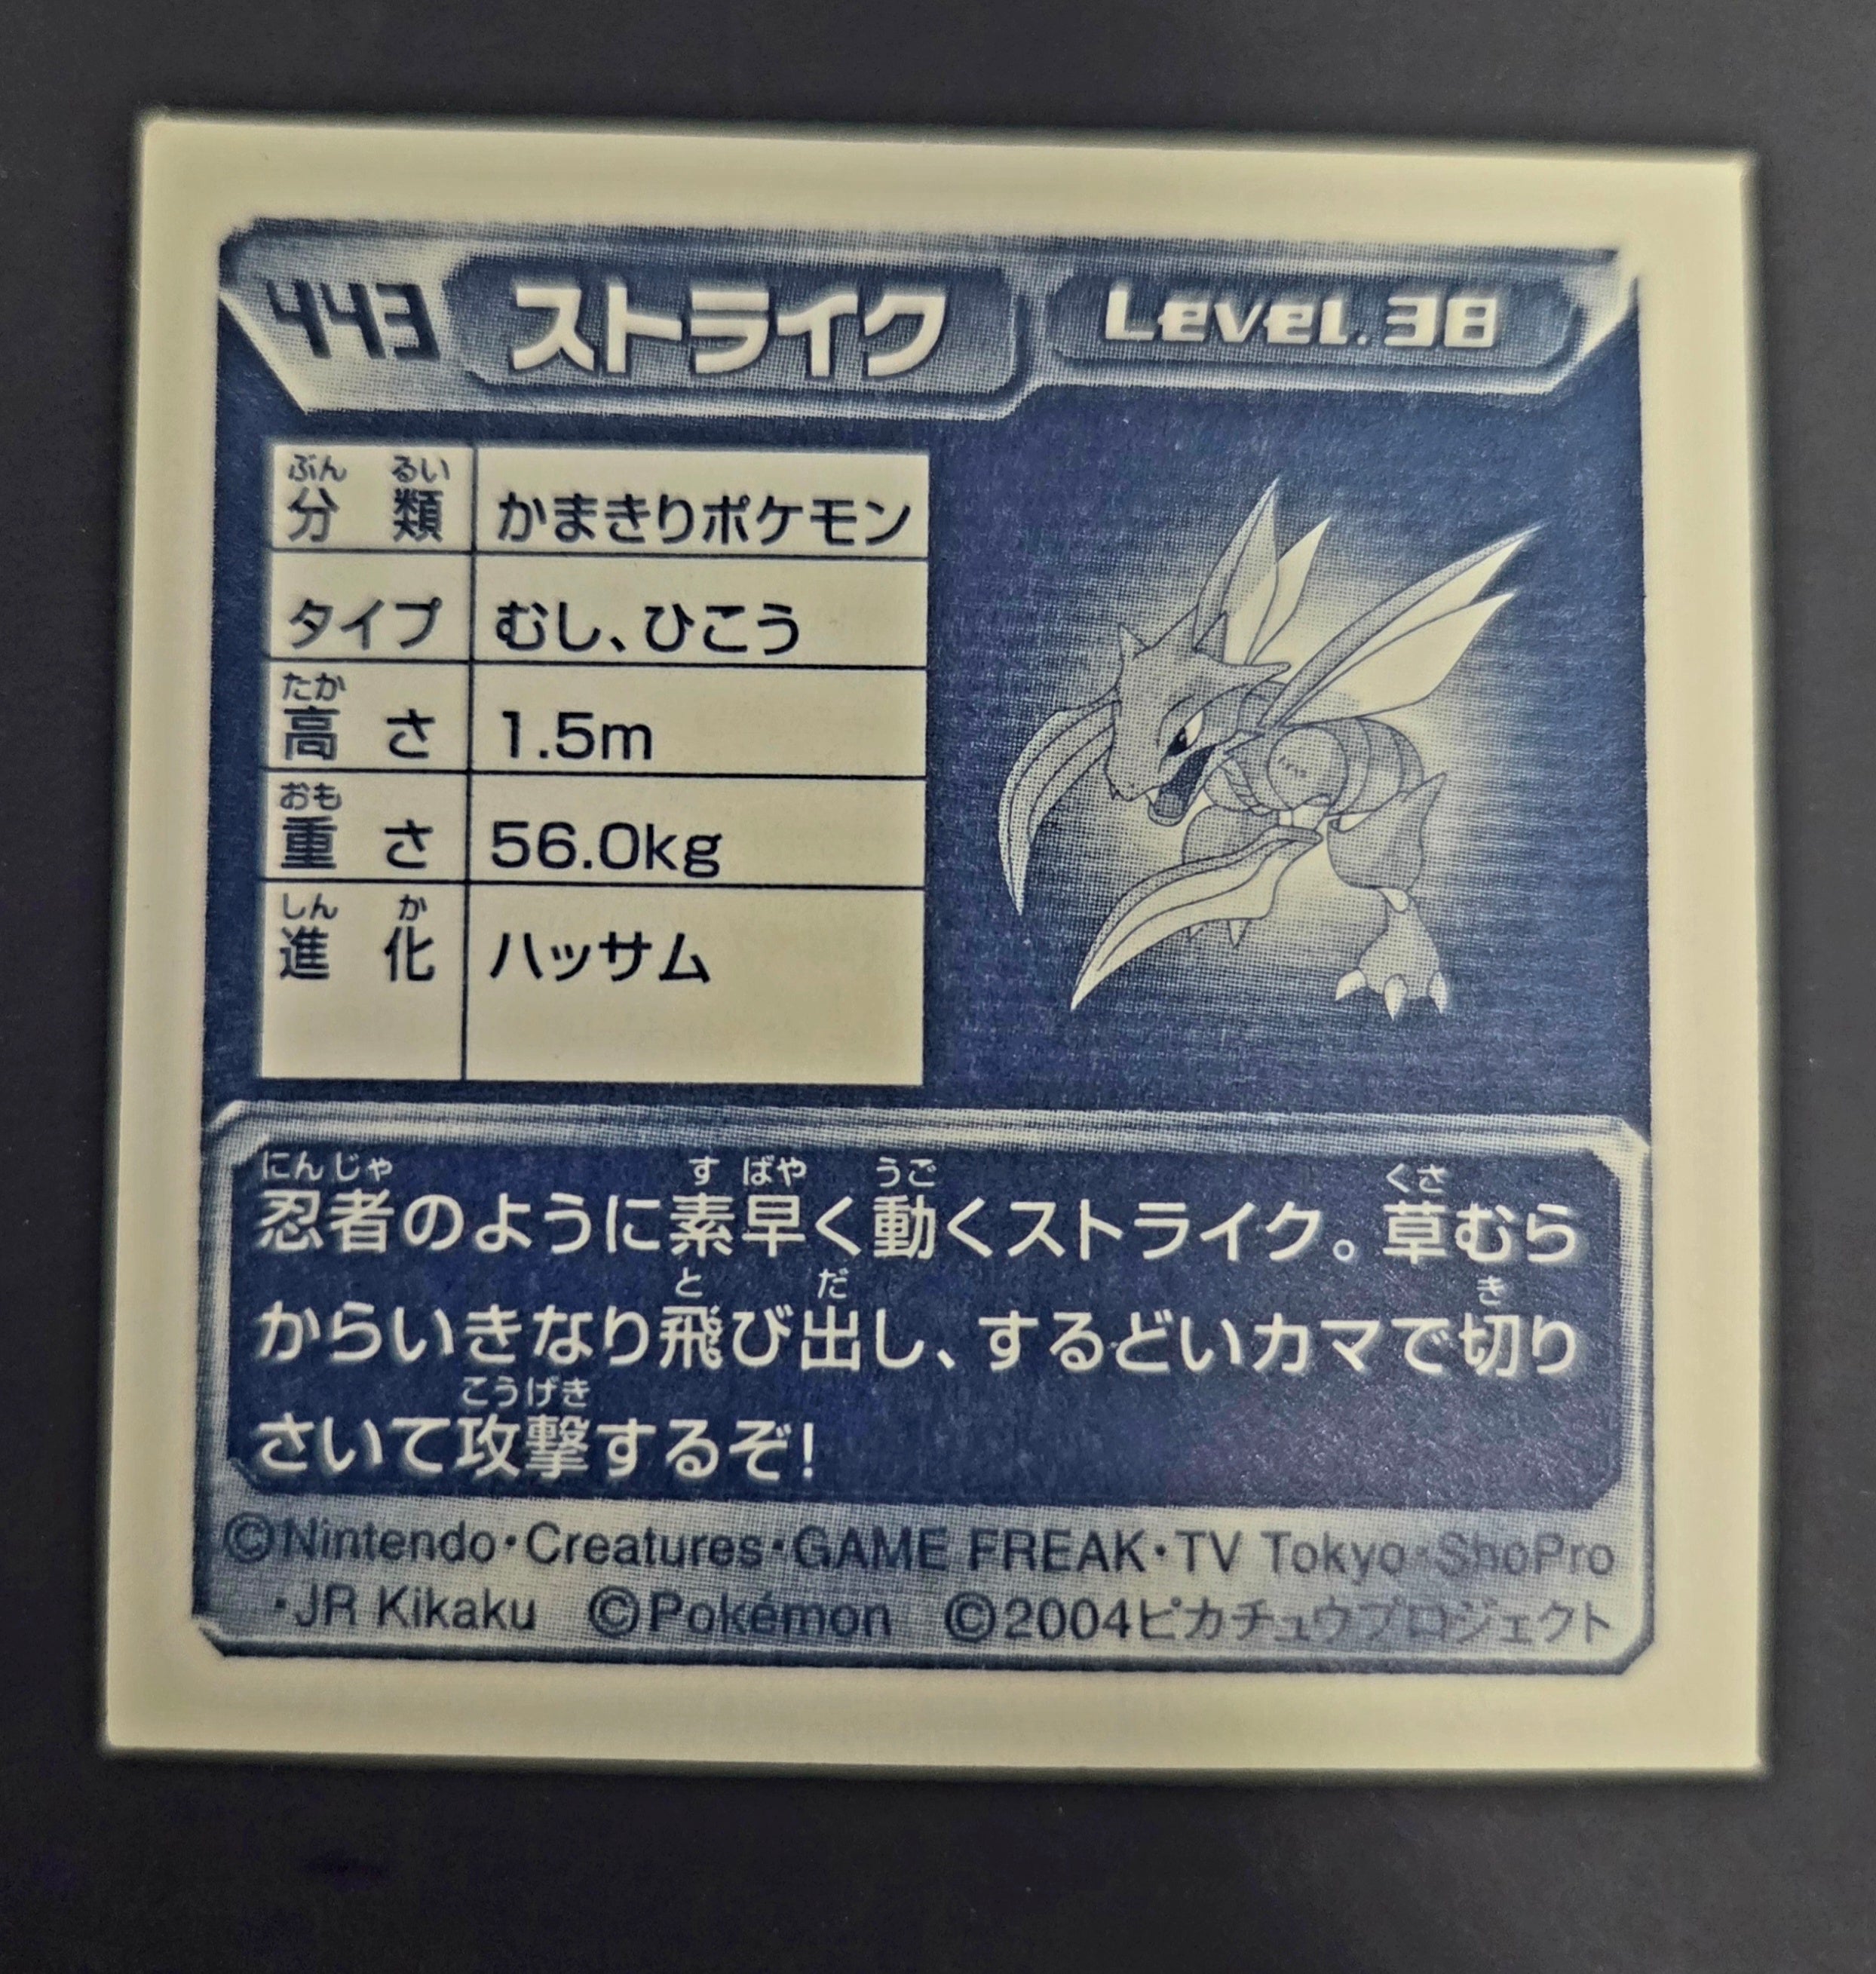 443 ストライク Level.38
ぶん るい
分類 かまきりポケモン
タイプ むし、ひこう
たか
高さ 1.5m
おも
重さ 56.0kg
しん か
進化 ハッサム
にんじゃ す ばや うご くさ
忍者のように素早く動くストライク。草むら
と だ き
からいきなり飛び出し、するどいカマで切り
こうげき
さいて攻撃するぞ!
©Nintendo・Creatures・GAME FREAK・TV Tokyo・ShoPro
・JR Kikaku ©Pokémon ©2004ピカチュウプロジェクト